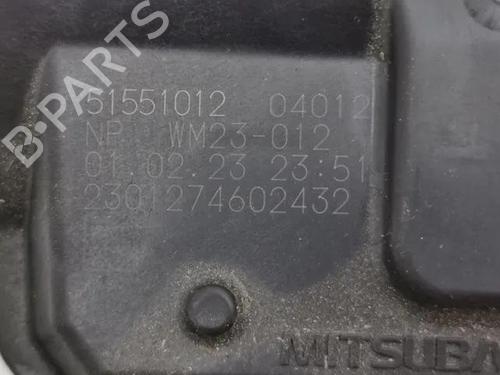 B-PARTS
51551012 04012
NP WM23-012
01.02.23 23:51
2301274602432
MITSUBA